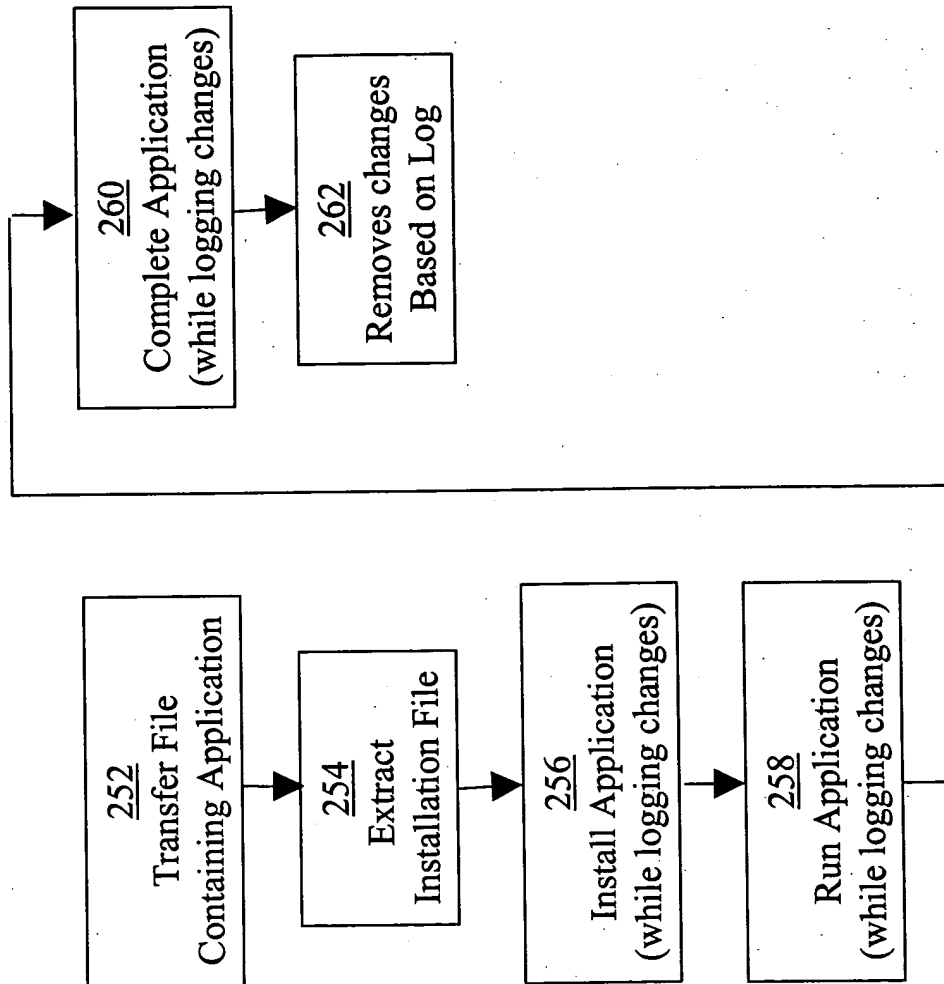 252
Transfer File
Containing Application
254
Extract
Installation File
256
Install Application
(while logging changes)
258
Run Application
(while logging changes)
260
Complete Application
(while logging changes)
262
Removes changes
Based on Log